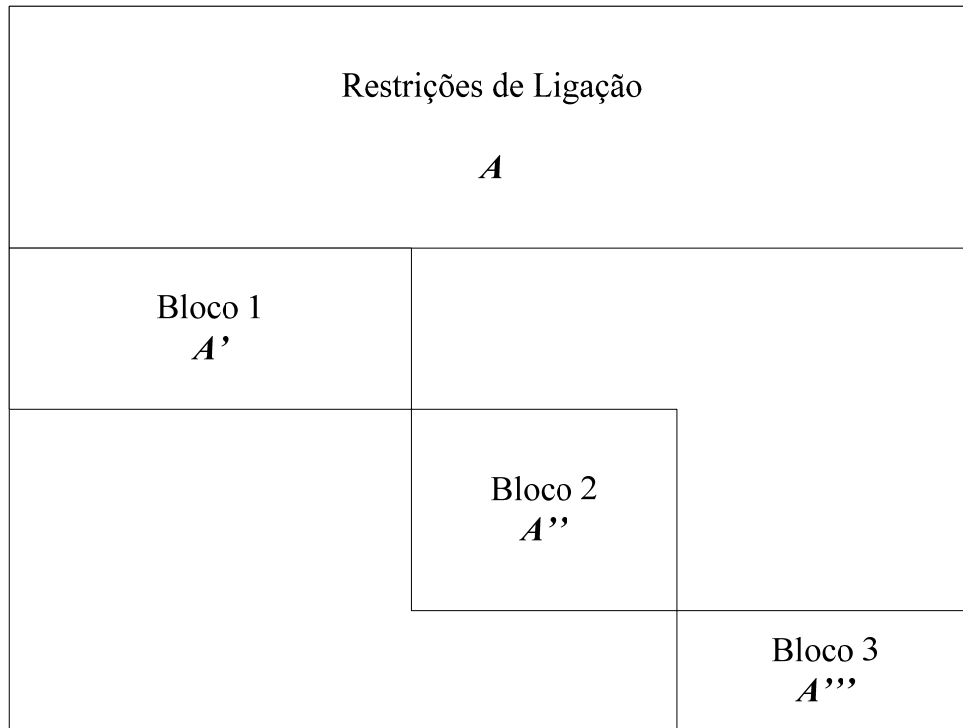 Restrições de Ligação
A
Bloco 1
A’
Bloco 2
A’’
Bloco 3
A’’’